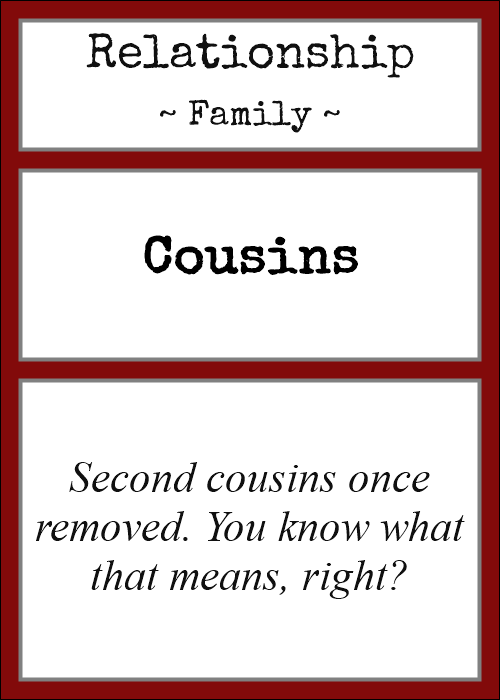 Relationship
~ Family ~
Cousins
Second cousins once
removed. You know what
that means, right?